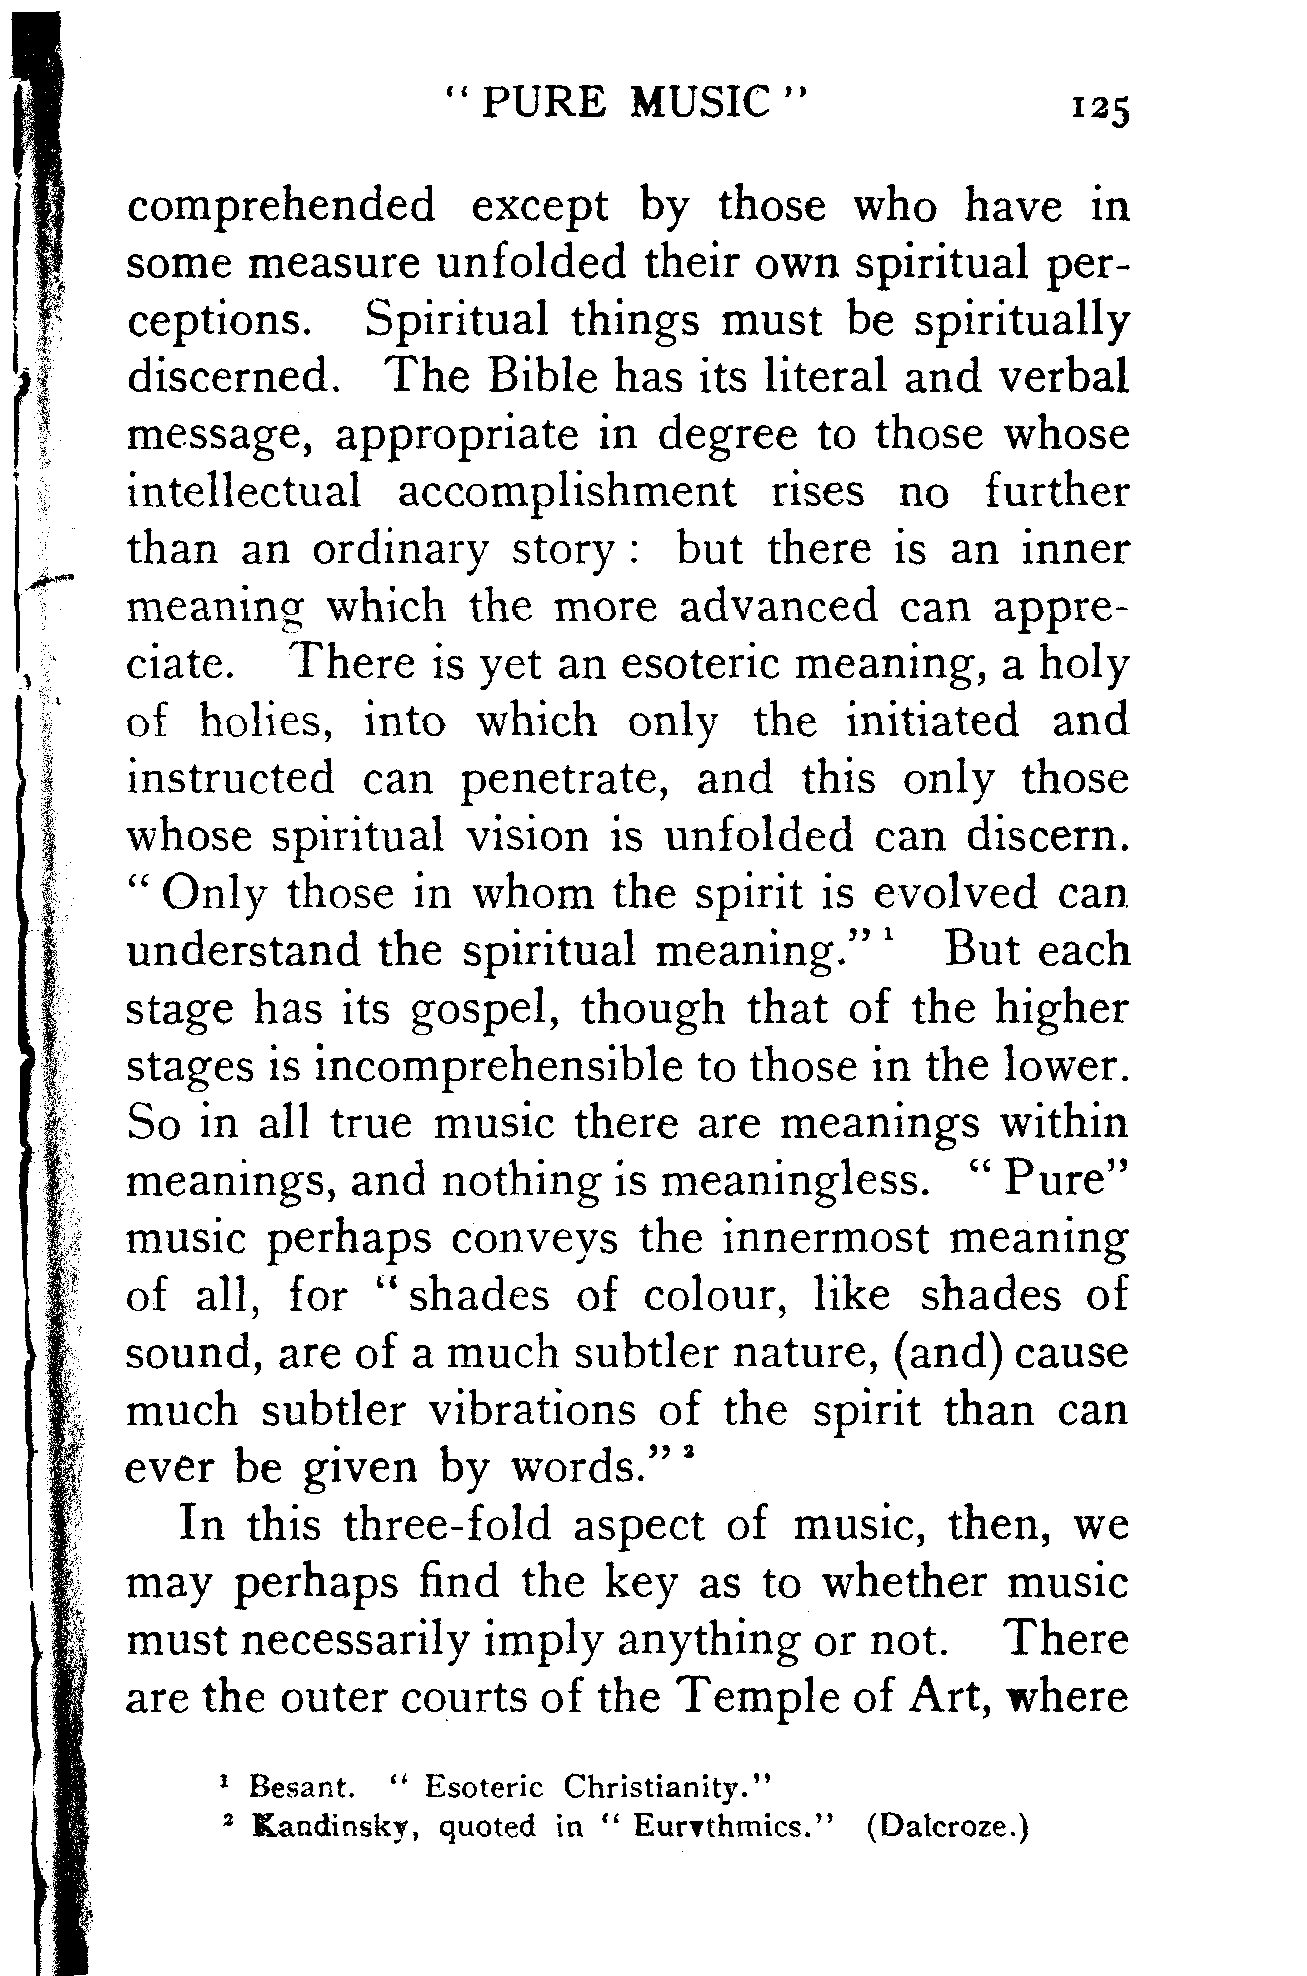 " PURE MUSIC " 125
comprehended except by those who have in
some measure unfolded their own spiritual per-
ceptions. Spiritual things must be spiritually
discerned. The Bible has its literal and verbal
message, appropriate in degree to those whose
intellectual accomplishment rises no further
than an ordinary story : but there is an inner
meaning which the more advanced can appre-
ciate. There is yet an esoteric meaning, a holy
of holies, into which only the initiated and
instructed can penetrate, and this only those
whose spiritual vision is unfolded can discern.
" Only those in whom the spirit is evolved can
understand the spiritual meaning." ¹ But each
stage has its gospel, though that of the higher
stages is incomprehensible to those in the lower.
So in all true music there are meanings within
meanings, and nothing is meaningless. " Pure"
music perhaps conveys the innermost meaning
of all, for " shades of colour, like shades of
sound, are of a much subtler nature, (and) cause
much subtler vibrations of the spirit than can
ever be given by words." ²
In this three-fold aspect of music, then, we
may perhaps find the key as to whether music
must necessarily imply anything or not. There
are the outer courts of the Temple of Art, where
¹ Besant. " Esoteric Christianity."
² Kandinsky, quoted in " Eurythmics." (Dalcroze.)